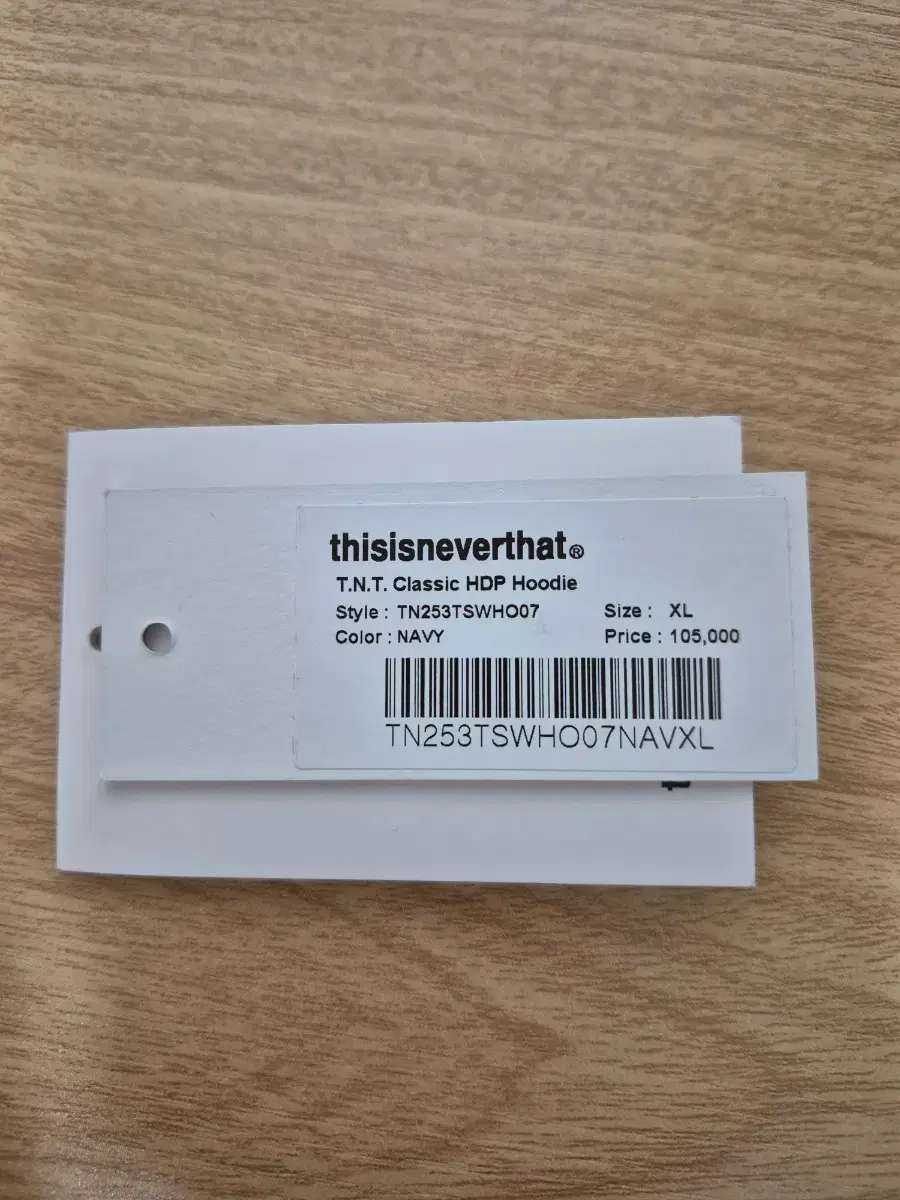 thisisneverthat®
T.N.T. Classic HDP Hoodie
Style : TN253TSWHO07 Size : XL
Color : NAVY Price : 105,000
TN253TSWHO07NAVXL